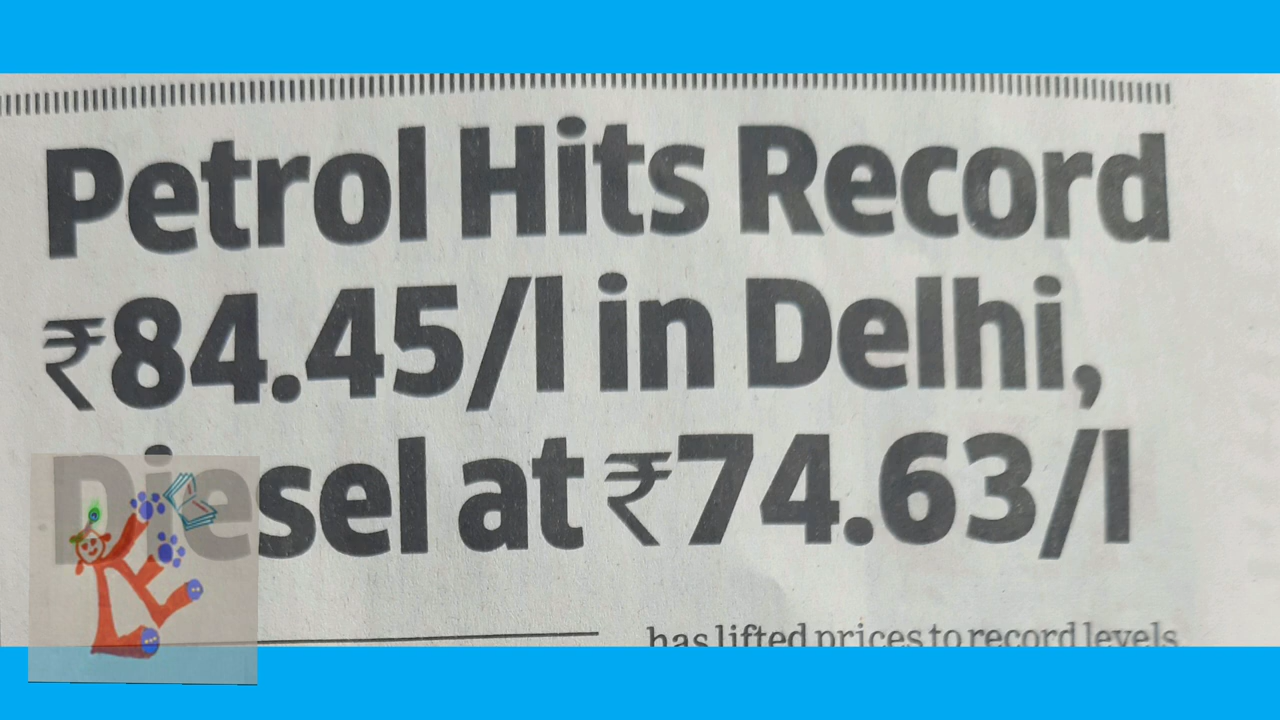 Petrol Hits Record
₹84.45/l in Delhi,
Diesel at ₹74.63/l
has lifted prices to record levels